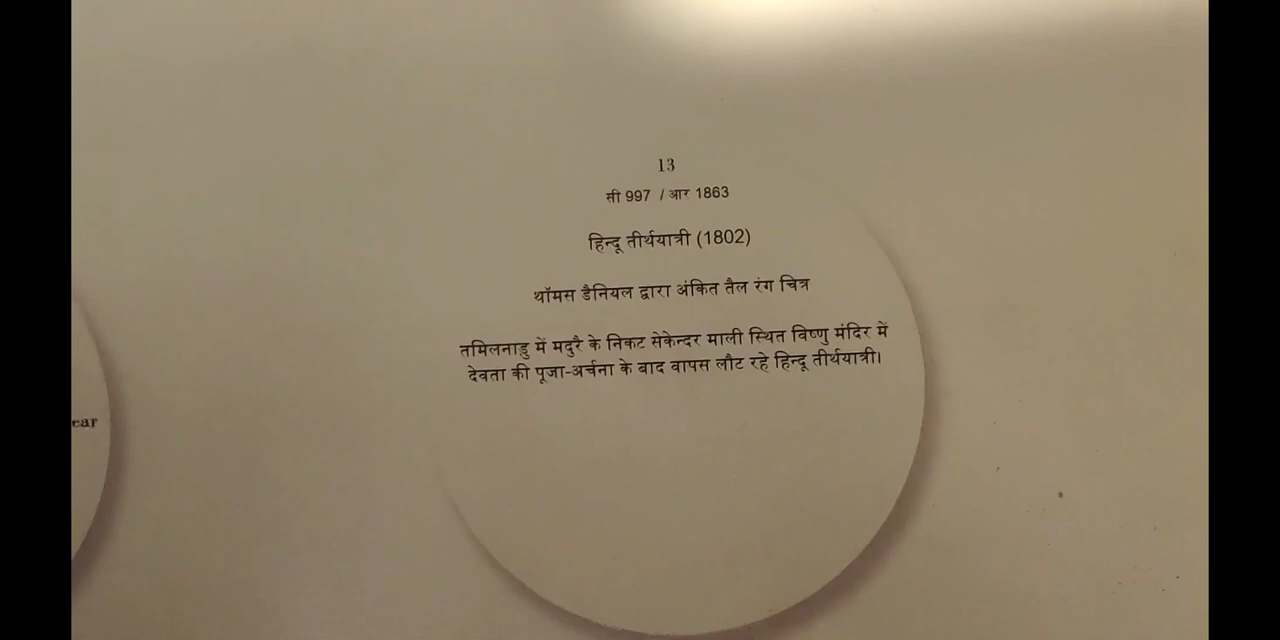 13
सी 997 / आर 1863
हिन्दू तीर्थयात्री (1802)
थॉमस डैनियल द्वारा अंकित तैल रंग चित्र
तमिलनाडु में मदुरै के निकट सेकेन्दर माली स्थित विष्णु मंदिर में
देवता की पूजा-अर्चना के बाद वापस लौट रहे हिन्दू तीर्थयात्री।